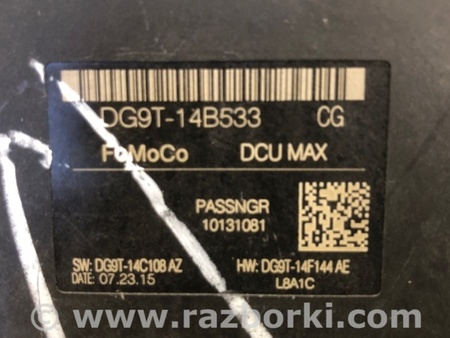 DG9T-14B533 CG
FoMoCo DCU MAX
PASSNGR
10131081
SW: DG9T-14C108 AZ HW: DG9T-14F144 AE
DATE: 07.23.15 L8A1C
© www.razborki.com